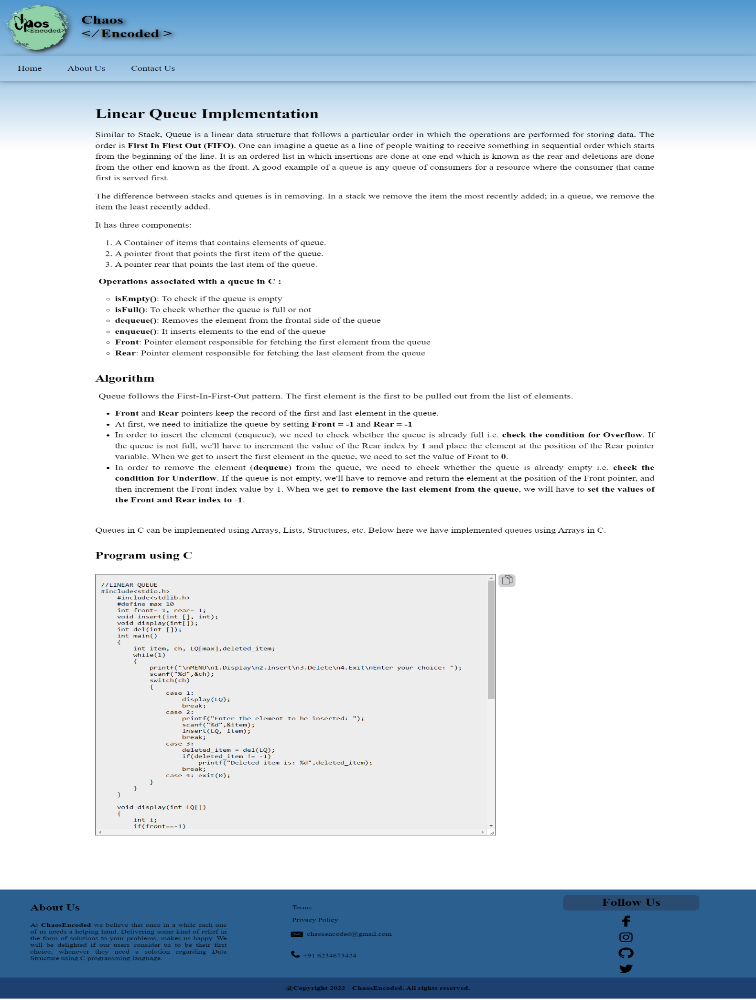 Chaos
<Encoded>
Chaos
</Encoded >
Home About Us Contact Us
Linear Queue Implementation
Similar to Stack, Queue is a linear data structure that follows a particular order in which the operations are performed for storing data. The
order is First In First Out (FIFO). One can imagine a queue as a line of people waiting to receive something in sequential order which starts
from the beginning of the line. It is an ordered list in which insertions are done at one end which is known as the rear and deletions are done
from the other end known as the front. A good example of a queue is any queue of consumers for a resource where the consumer that came
first is served first.
The difference between stacks and queues is in removing. In a stack we remove the item the most recently added; in a queue, we remove the
item the least recently added.
It has three components:
1. A Container of items that contains elements of queue.
2. A pointer front that points the first item of the queue.
3. A pointer rear that points the last item of the queue.
Operations associated with a queue in C :
isEmpty(): To check if the queue is empty
isFull(): To check whether the queue is full or not
dequeue(): Removes the element from the frontal side of the queue
enqueue(): It inserts elements to the end of the queue
Front: Pointer element responsible for fetching the first element from the queue
Rear: Pointer element responsible for fetching the last element from the queue
Algorithm
Queue follows the First-In-First-Out pattern. The first element is the first to be pulled out from the list of elements.
Front and Rear pointers keep the record of the first and last element in the queue.
At first, we need to initialize the queue by setting Front = -1 and Rear = -1
In order to insert the element (enqueue), we need to check whether the queue is already full i.e. check the condition for Overflow. If
the queue is not full, we'll have to increment the value of the Rear index by 1 and place the element at the position of the Rear pointer
variable. When we get to insert the first element in the queue, we need to set the value of Front to 0.
In order to remove the element (dequeue) from the queue, we need to check whether the queue is already empty i.e. check the
condition for Underflow. If the queue is not empty, we'll have to remove and return the element at the position of the Front pointer, and
then increment the Front index value by 1. When we get to remove the last element from the queue, we will have to set the values of
the Front and Rear index to -1.
Queues in C can be implemented using Arrays, Lists, Structures, etc. Below here we have implemented queues using Arrays in C.
Program using C
//LINEAR QUEUE
#include<stdio.h>
#include<stdlib.h>
#define max 10
int front=-1, rear=-1;
void insert(int [], int);
void display(int[]);
int del(int []);
int main()
{
int item, ch, LQ[max],deleted_item;
while(1)
{
printf("\nMENU\n1.Display\n2.Insert\n3.Delete\n4.Exit\nEnter your choice: ");
scanf("%d",&ch);
switch(ch)
{
case 1:
display(LQ);
break;
case 2:
printf("Enter the element to be inserted: ");
scanf("%d",&item);
insert(LQ, item);
break;
case 3:
deleted_item = del(LQ);
if(deleted_item != -1)
printf("Deleted item is: %d",deleted_item);
break;
case 4: exit(0);
}
}
}
void display(int LQ[])
{
int i;
if(front==-1)
About Us
At ChaosEncoded we believe that once in a while each one
of us needs a helping hand. Delivering some kind of relief in
the form of solutions to your problems, makes us happy. We
will be delighted if our users consider us to be their first
choice, whenever they need a solution regarding Data
Structure using C programming language.
Terms
Privacy Policy
chaosencoded@gmail.com
+91 6234673424
Follow Us
@Copyright 2022 - ChaosEncoded. All rights reserved.